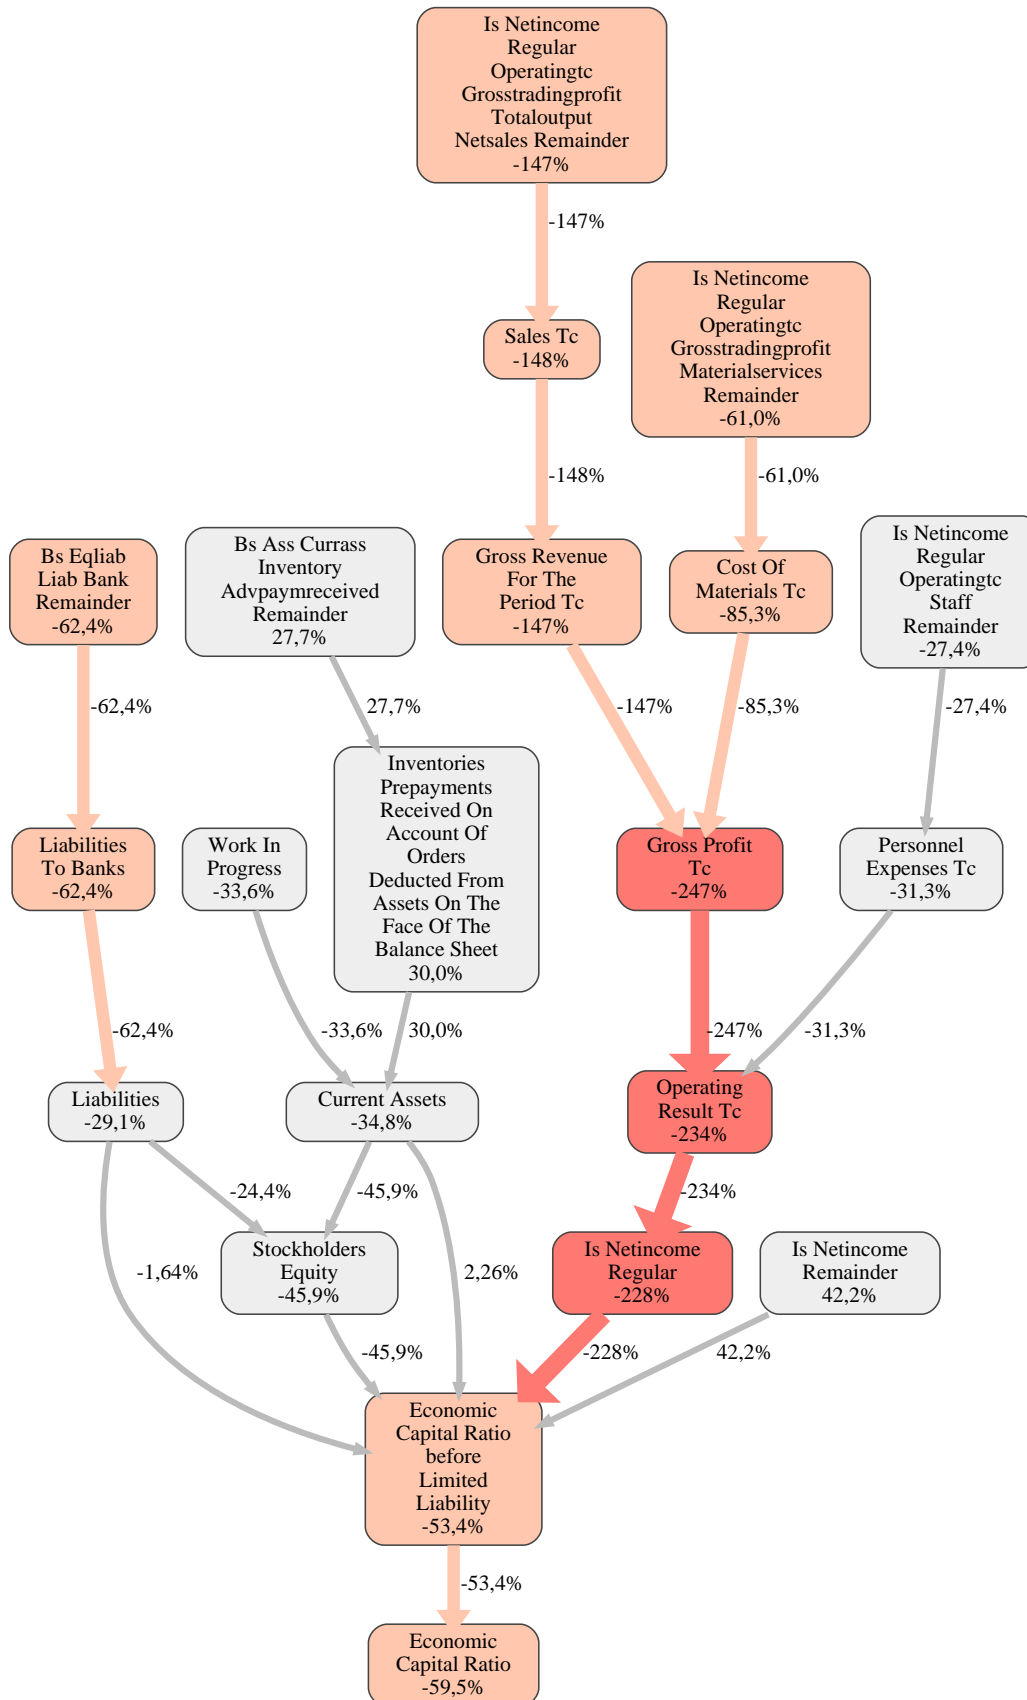 Is Netincome
Regular
Operatingtc
Grosstradingprofit
Totaloutput
Netsales Remainder
-147%
-147%
Sales Tc
-148%
-148%
Is Netincome
Regular
Operatingtc
Grosstradingprofit
Materialservices
Remainder
-61,0%
-61,0%
Bs Eqliab
Liab Bank
Remainder
-62,4%
-62,4%
Bs Ass Currass
Inventory
Advpaymreceived
Remainder
27,7%
27,7%
Gross Revenue
For The
Period Tc
-147%
-147%
Cost Of
Materials Tc
-85,3%
-85,3%
Is Netincome
Regular
Operatingtc
Staff
Remainder
-27,4%
-27,4%
Liabilities
To Banks
-62,4%
-62,4%
Work In
Progress
-33,6%
-33,6%
Inventories
Prepayments
Received On
Account Of
Orders
Deducted From
Assets On The
Face Of The
Balance Sheet
30,0%
30,0%
Gross Profit
Tc
-247%
-247%
Personnel
Expenses Tc
-31,3%
-31,3%
Liabilities
-29,1%
-24,4%
-1,64%
Current Assets
-34,8%
-45,9%
2,26%
Operating
Result Tc
-234%
-234%
Stockholders
Equity
-45,9%
-45,9%
Is Netincome
Regular
-228%
-228%
Is Netincome
Remainder
42,2%
42,2%
Economic
Capital Ratio
before
Limited
Liability
-53,4%
-53,4%
Economic
Capital Ratio
-59,5%